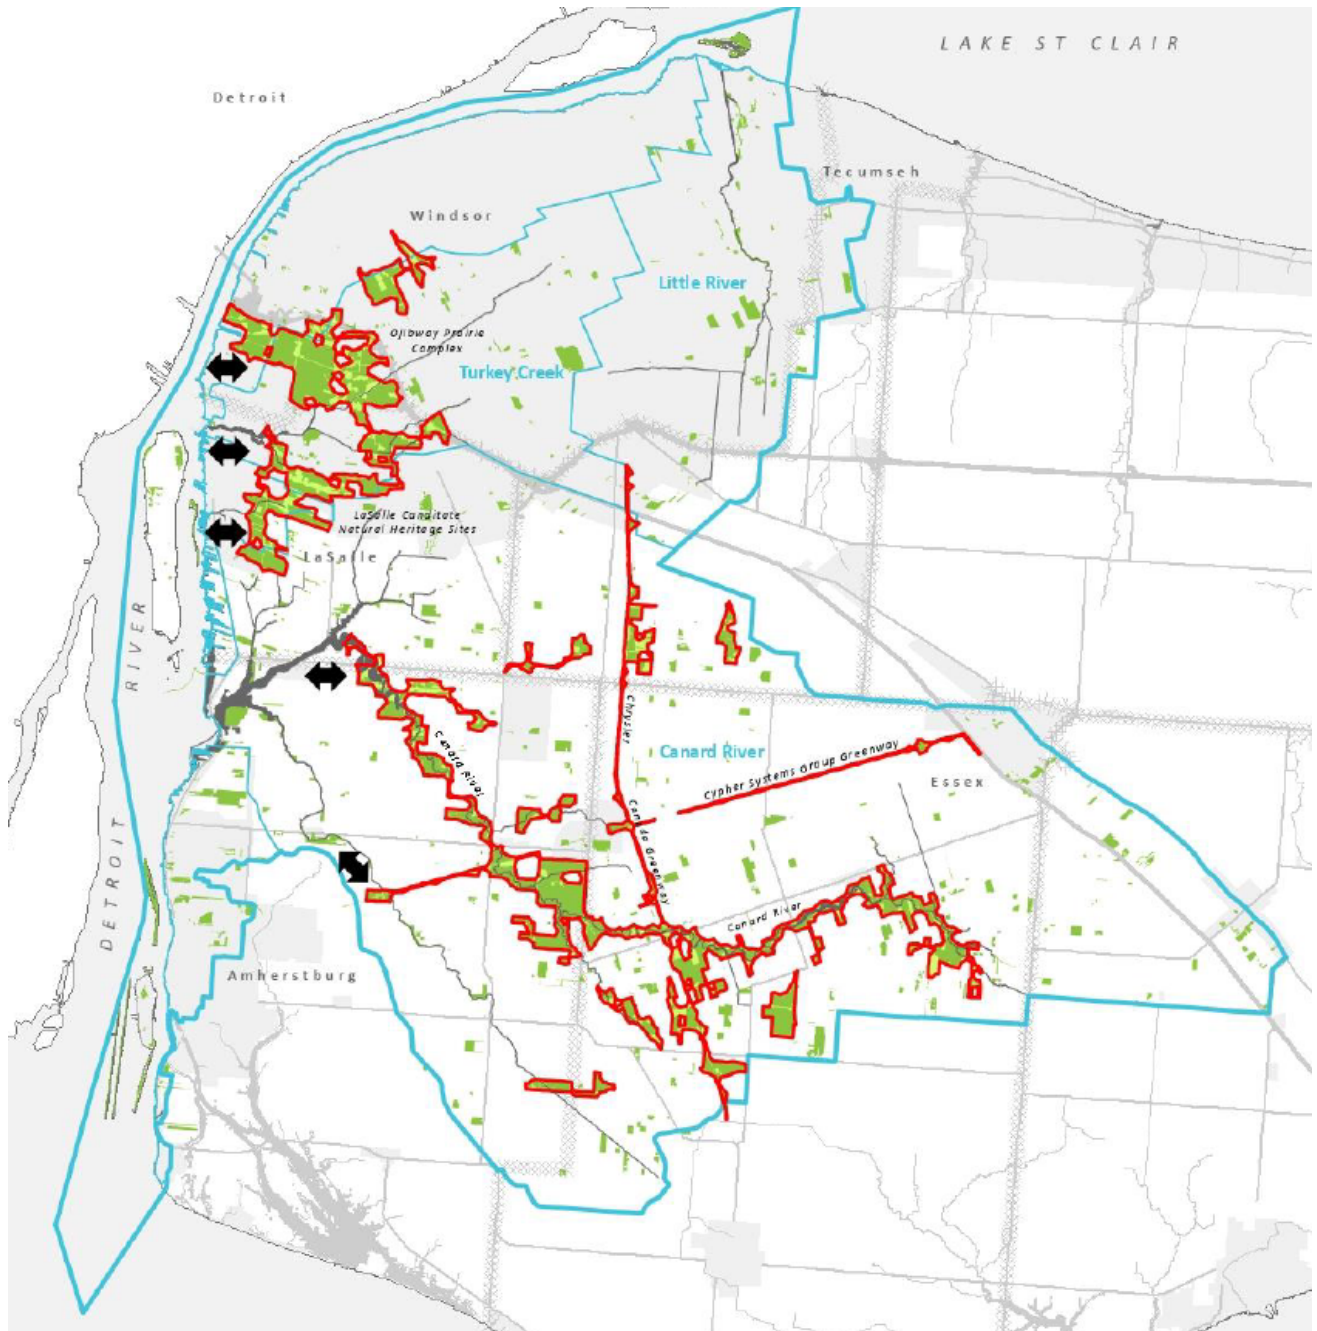 LAKE ST CLAIR
Detroit
Tecumseh
Windsor
Little River
Ojibway Prairie
Complex
Turkey Creek
LaSalle Canditate
Natural Heritage Sites
LaSalle
RIVER
DETROIT
Chrysler
Canada Greenway
Canard River
Canard River
Cypher Systems Group Greenway
Essex
Canard River
Amherstburg